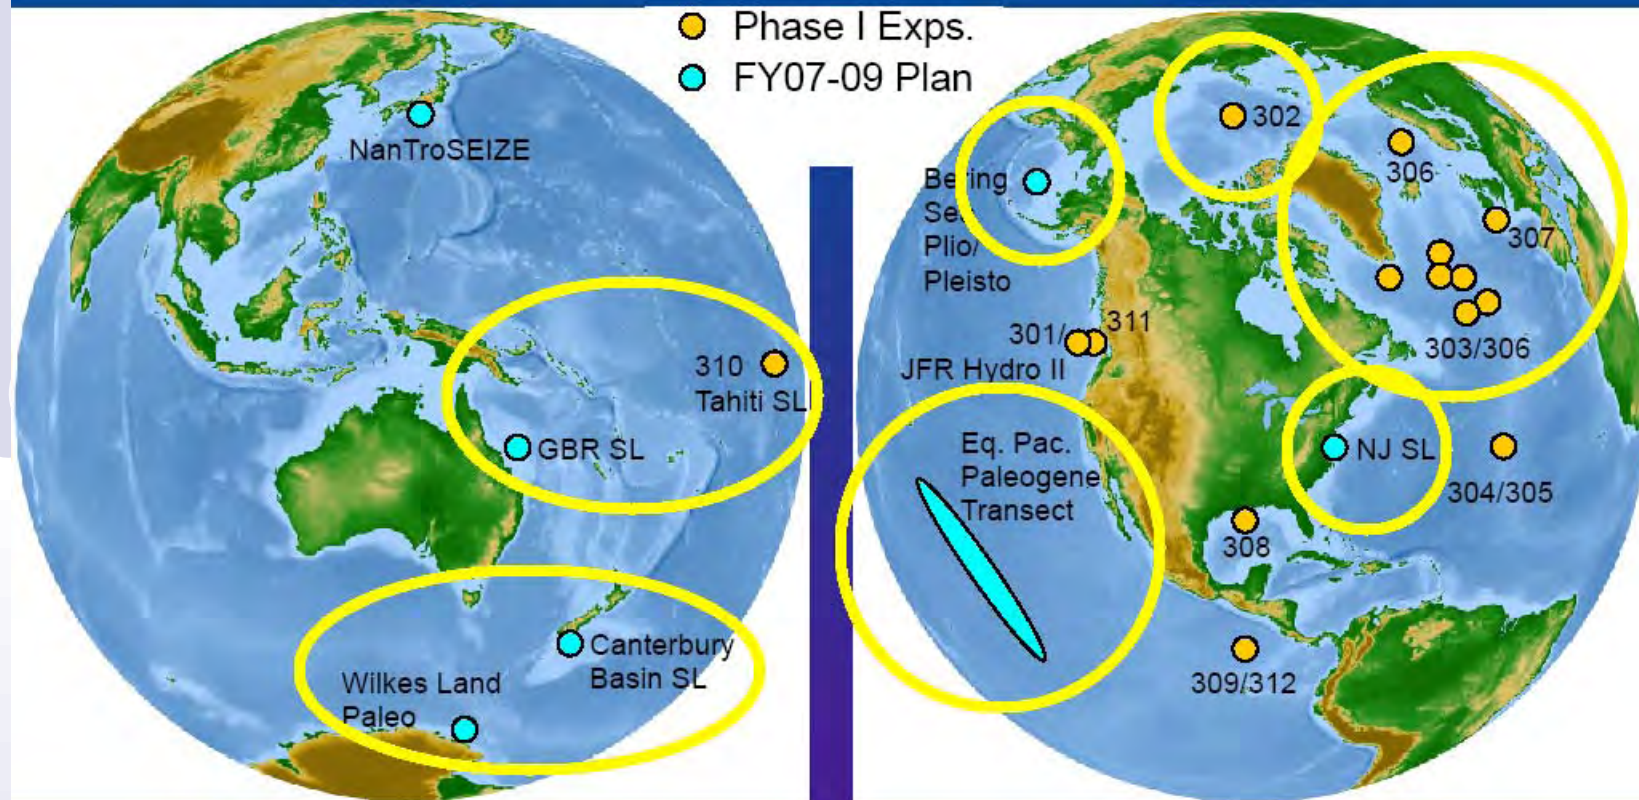 Phase I Exps.
FY07-09 Plan
NanTroSEIZE
310
Tahiti SL
GBR SL
Canterbury
Basin SL
Wilkes Land
Paleo
302
306
307
Bering
Se
Plio/
Pleisto
301/
311
JFR Hydro II
303/306
Eq. Pac.
Paleogene
Transect
NJ SL
304/305
308
309/312